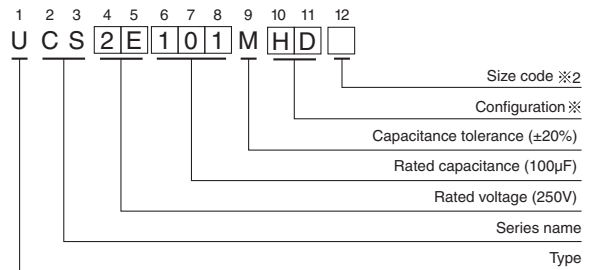 1 2 3 4 5 6 7 8 9 10 11 12
U C S 2 E 1 0 1 M H D
Size code ※2
Configuration※
Capacitance tolerance (±20%)
Rated capacitance (100µF)
Rated voltage (250V)
Series name
Type